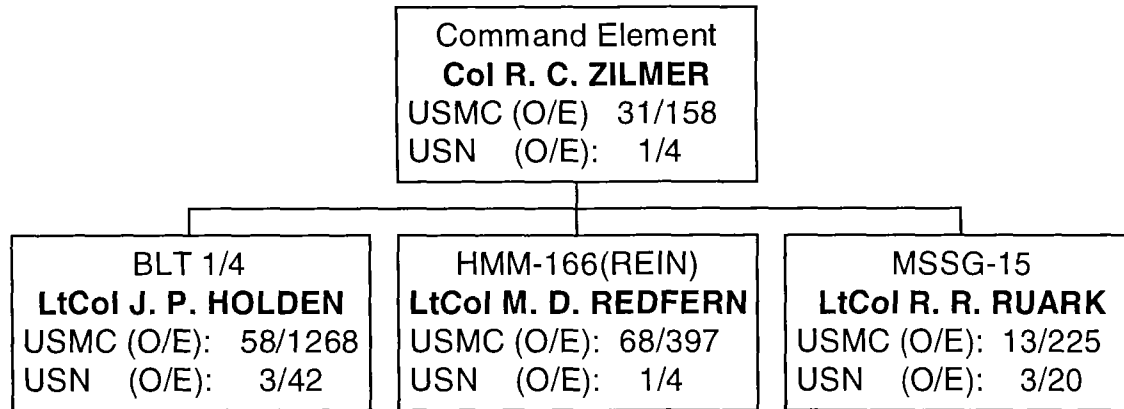 Command Element
Col R. C. ZILMER
USMC (O/E) 31/158
USN (O/E): 1/4
BLT 1/4
LtCol J. P. HOLDEN
USMC (O/E): 58/1268
USN (O/E): 3/42
HMM-166(REIN)
LtCol M. D. REDFERN
USMC (O/E): 68/397
USN (O/E): 1/4
MSSG-15
LtCol R. R. RUARK
USMC (O/E): 13/225
USN (O/E): 3/20